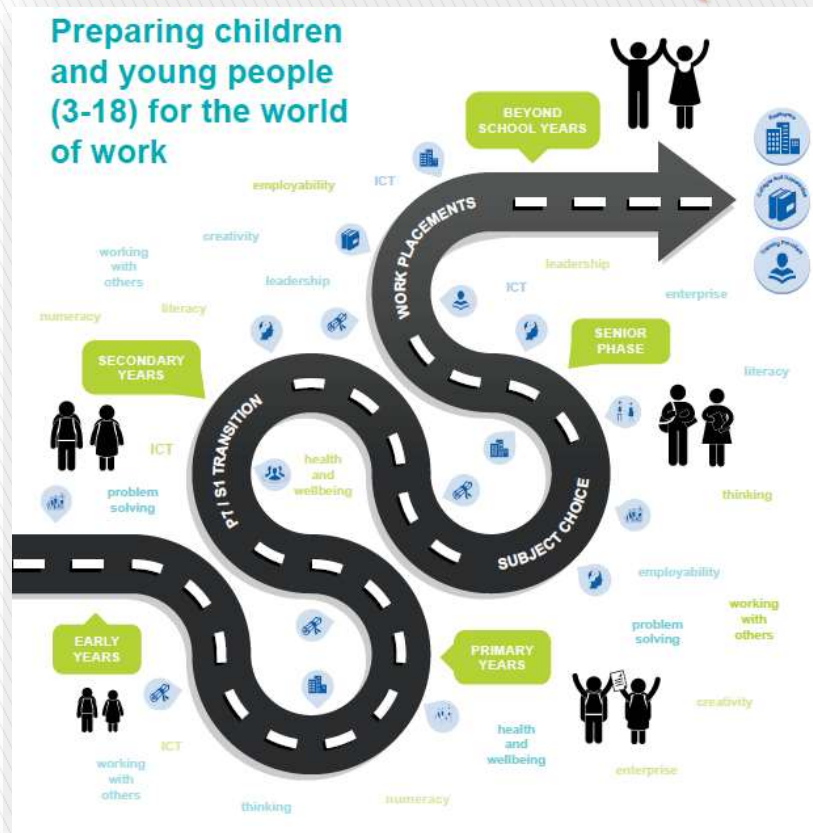 Preparing children
and young people
(3-18) for the world
of work
BEYOND
SCHOOL YEARS
employability
ICT
creativity
working
with
others
leadership
WORK PLACEMENTS
leadership
ICT
enterprise
numeracy
literacy
SECONDARY
YEARS
SENIOR
PHASE
literacy
P7 / S1 TRANSITION
ICT
health
and
wellbeing
problem
solving
thinking
SUBJECT CHOICE
employability
working
with
others
problem
solving
EARLY
YEARS
PRIMARY
YEARS
creativity
health
and
wellbeing
ICT
working
with
others
enterprise
thinking
numeracy
Employers
Training Providers